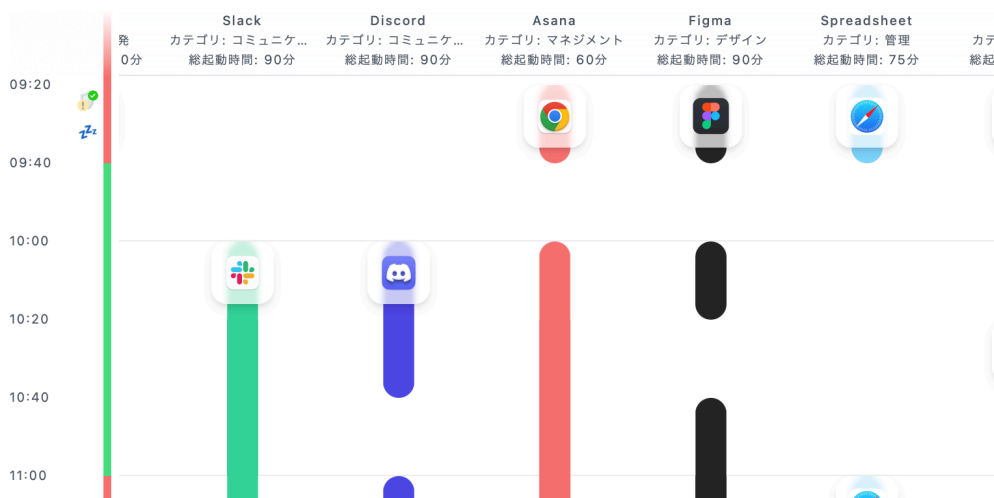 Slack
Discord
Asana
Figma
Spreadsheet
発
カテゴリ: コミュニケ...
カテゴリ: コミュニケ...
カテゴリ: マネジメント
カテゴリ: デザイン
カテゴリ: 管理
カテ
0分
総起動時間: 90分
総起動時間: 90分
総起動時間: 60分
総起動時間: 90分
総起動時間: 75分
総起
09:20
zZz
09:40
10:00
10:20
10:40
11:00